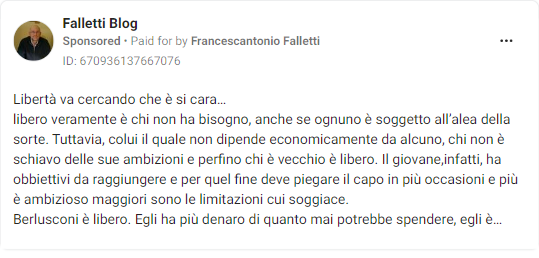 Falletti Blog
Sponsored • Paid for by Francescantonio Falletti
ID: 670936137667076
Libertà va cercando che è si cara…
libero veramente è chi non ha bisogno, anche se ognuno è soggetto all’alea della
sorte. Tuttavia, colui il quale non dipende economicamente da alcuno, chi non è
schiavo delle sue ambizioni e perfino chi è vecchio è libero. Il giovane,infatti, ha
obbiettivi da raggiungere e per quel fine deve piegare il capo in più occasioni e più
è ambizioso maggiori sono le limitazioni cui soggiace.
Berlusconi è libero. Egli ha più denaro di quanto mai potrebbe spendere, egli è…